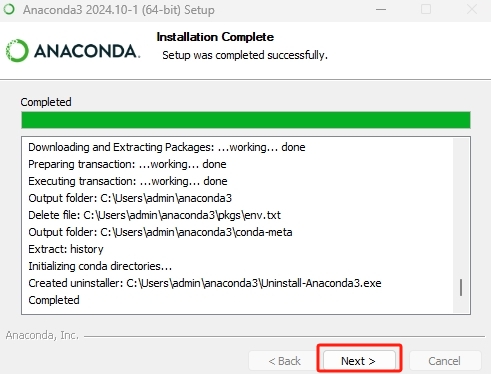 Anaconda3 2024.10-1 (64-bit) Setup
ANACONDA.
Installation Complete
Setup was completed successfully.
Completed
Downloading and Extracting Packages: ...working... done
Preparing transaction: ...working... done
Executing transaction: ...working... done
Output folder: C:\Users\admin\anaconda3
Delete file: C:\Users\admin\anaconda3\pkgs\env.txt
Output folder: C:\Users\admin\anaconda3\conda-meta
Extract: history
Initializing conda directories...
Created uninstaller: C:\Users\admin\anaconda3\Uninstall-Anaconda3.exe
Completed
Anaconda, Inc.
< Back
Next >
Cancel